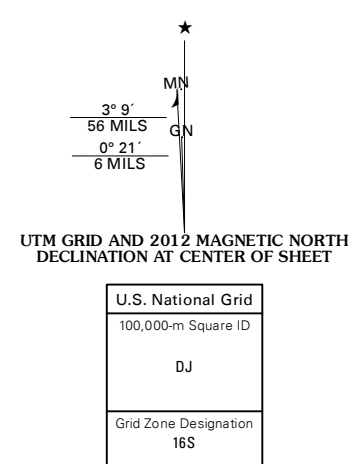 ★
MN
3° 9´
56 MILS
GN
0° 21´
6 MILS
UTM GRID AND 2012 MAGNETIC NORTH
DECLINATION AT CENTER OF SHEET
U.S. National Grid
100,000-m Square ID
DJ
Grid Zone Designation
16S